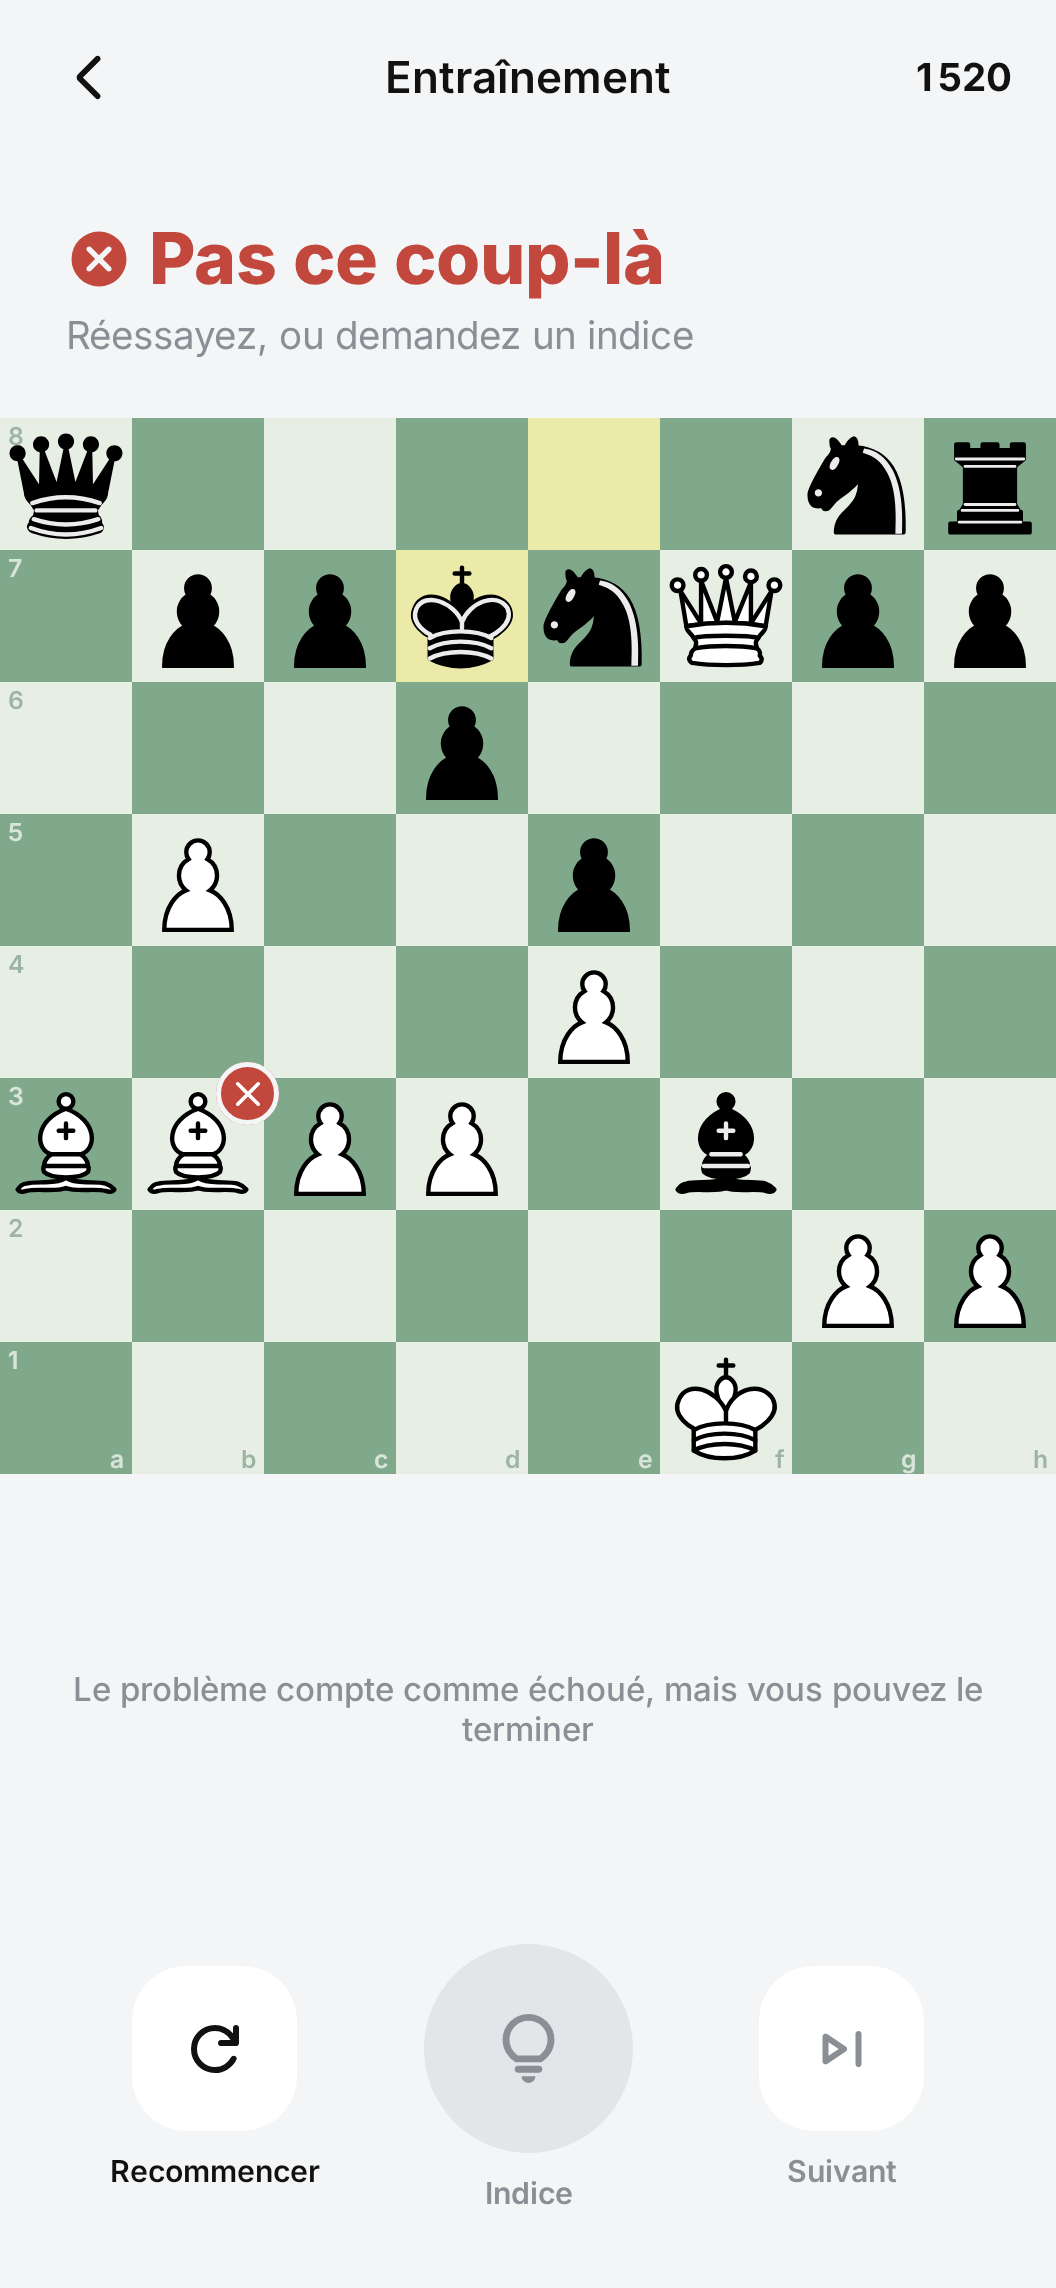 Entraînement
1520
Pas ce coup-là
Réessayez, ou demandez un indice
8
7
6
5
4
3
2
1
a b c d e f g h
Le problème compte comme échoué, mais vous pouvez le
terminer
Recommencer
Indice
Suivant